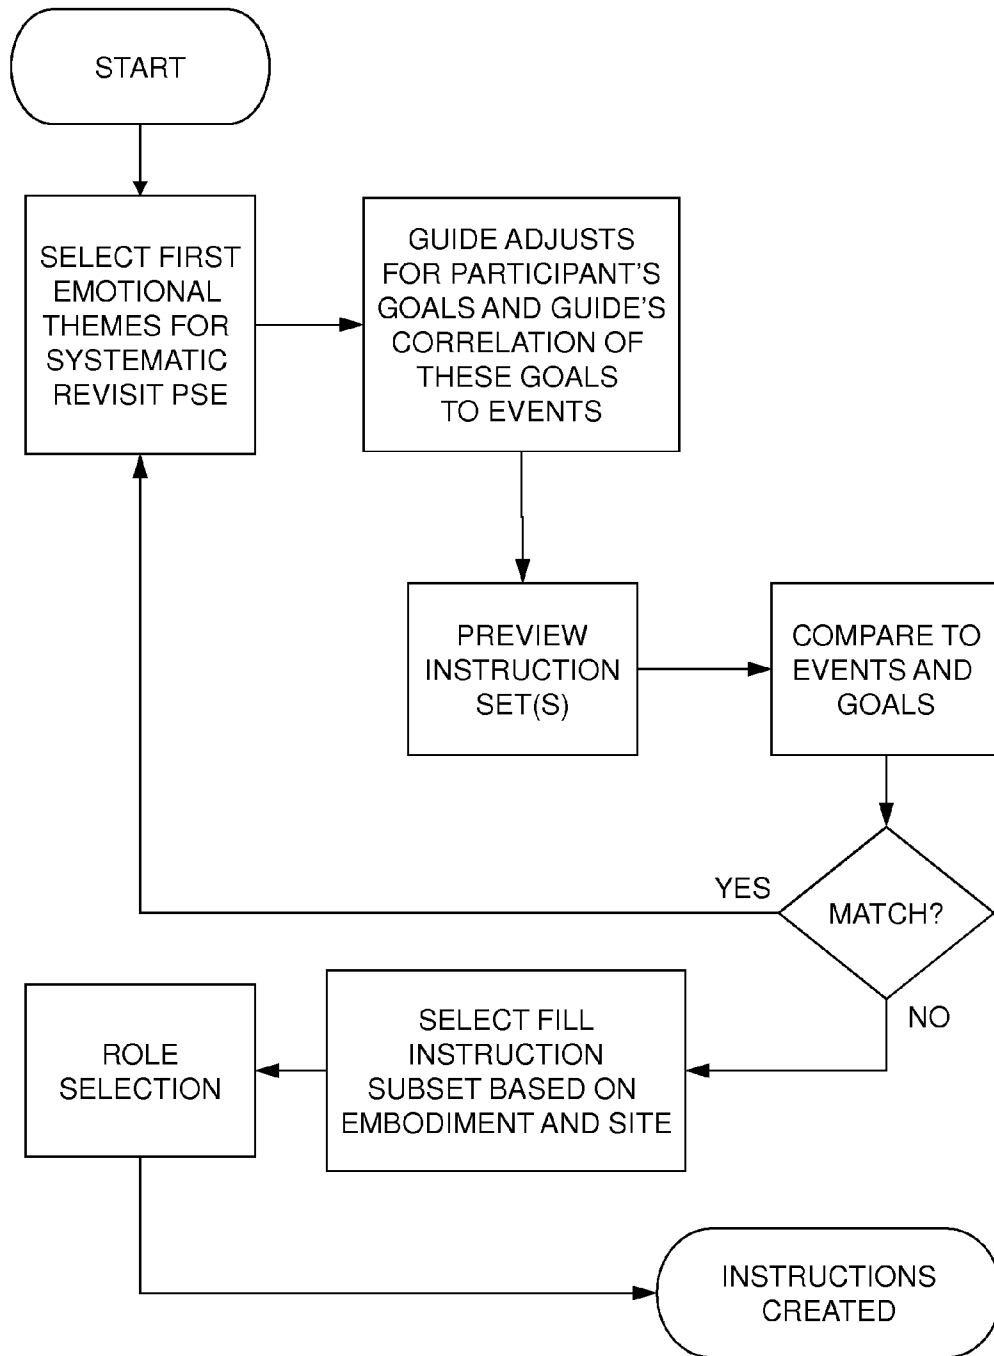 START
SELECT FIRST
EMOTIONAL
THEMES FOR
SYSTEMATIC
REVISIT PSE
GUIDE ADJUSTS
FOR PARTICIPANT'S
GOALS AND GUIDE'S
CORRELATION OF
THESE GOALS
TO EVENTS
PREVIEW
INSTRUCTION
SET(S)
COMPARE TO
EVENTS AND
GOALS
MATCH?
YES
NO
SELECT FILL
INSTRUCTION
SUBSET BASED ON
EMBODIMENT AND SITE
ROLE
SELECTION
INSTRUCTIONS
CREATED